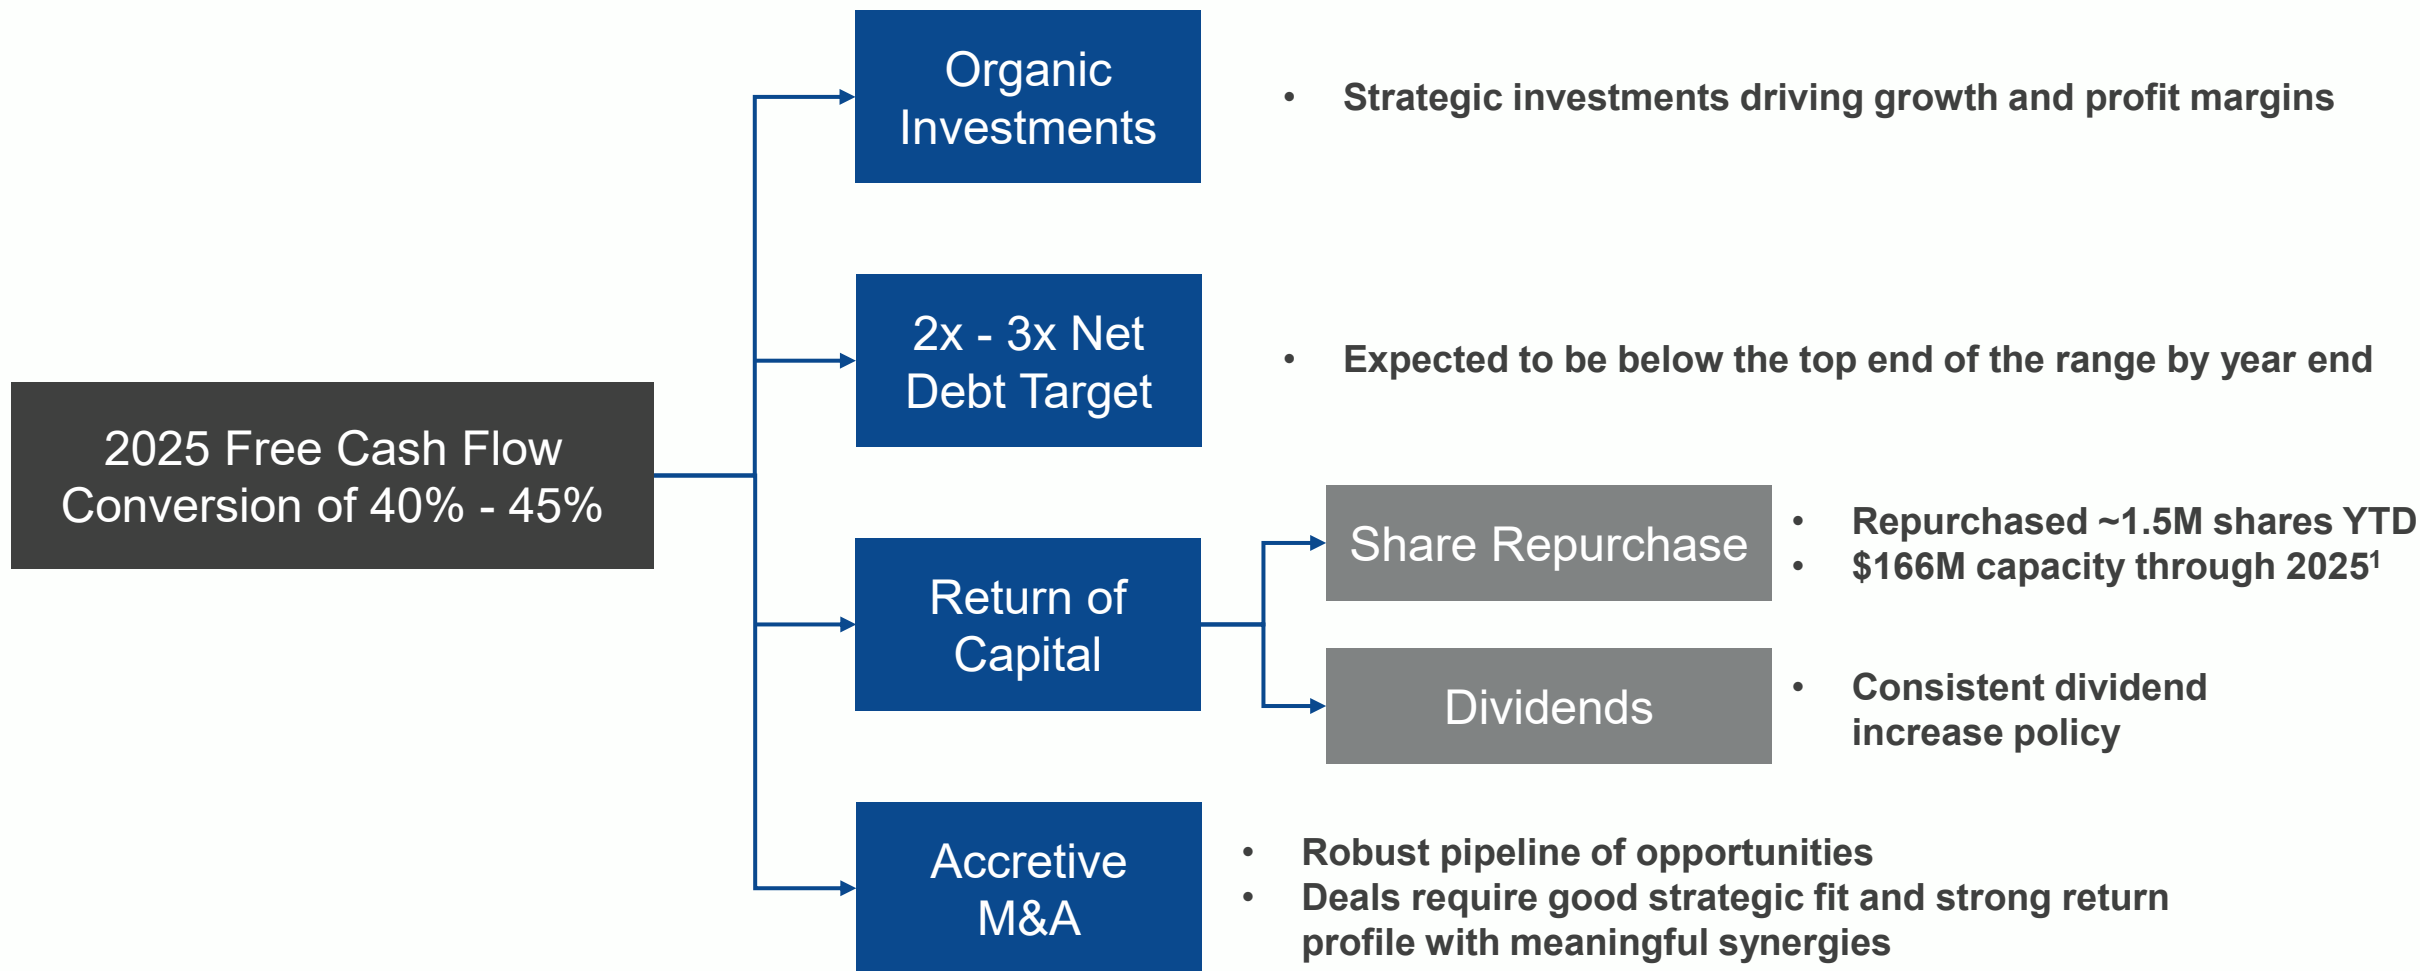 Organic
Investments
• Strategic investments driving growth and profit margins
2x - 3x Net
Debt Target
• Expected to be below the top end of the range by year end
2025 Free Cash Flow
Conversion of 40% - 45%
Return of
Capital
Share Repurchase
• Repurchased ~1.5M shares YTD
• $166M capacity through 2025¹
Dividends
• Consistent dividend
increase policy
Accretive
M&A
• Robust pipeline of opportunities
• Deals require good strategic fit and strong return
profile with meaningful synergies